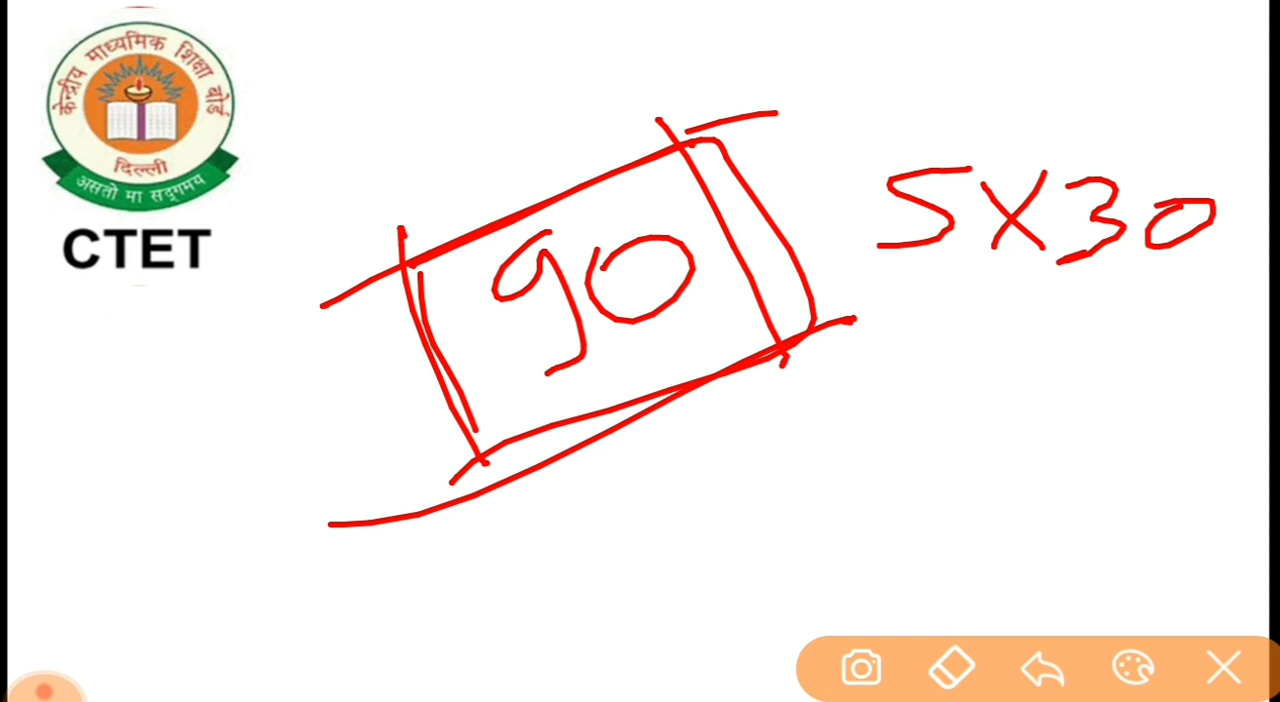 केन्द्रीय माध्यमिक शिक्षा बोर्ड
दिल्ली
असतो मा सद्गमय
CTET
90
5X30